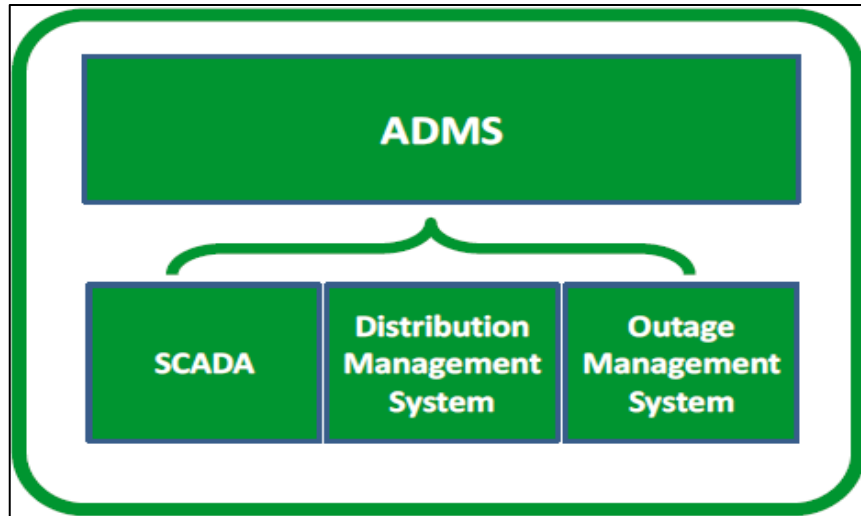 ADMS
SCADA
Distribution
Management
System
Outage
Management
System